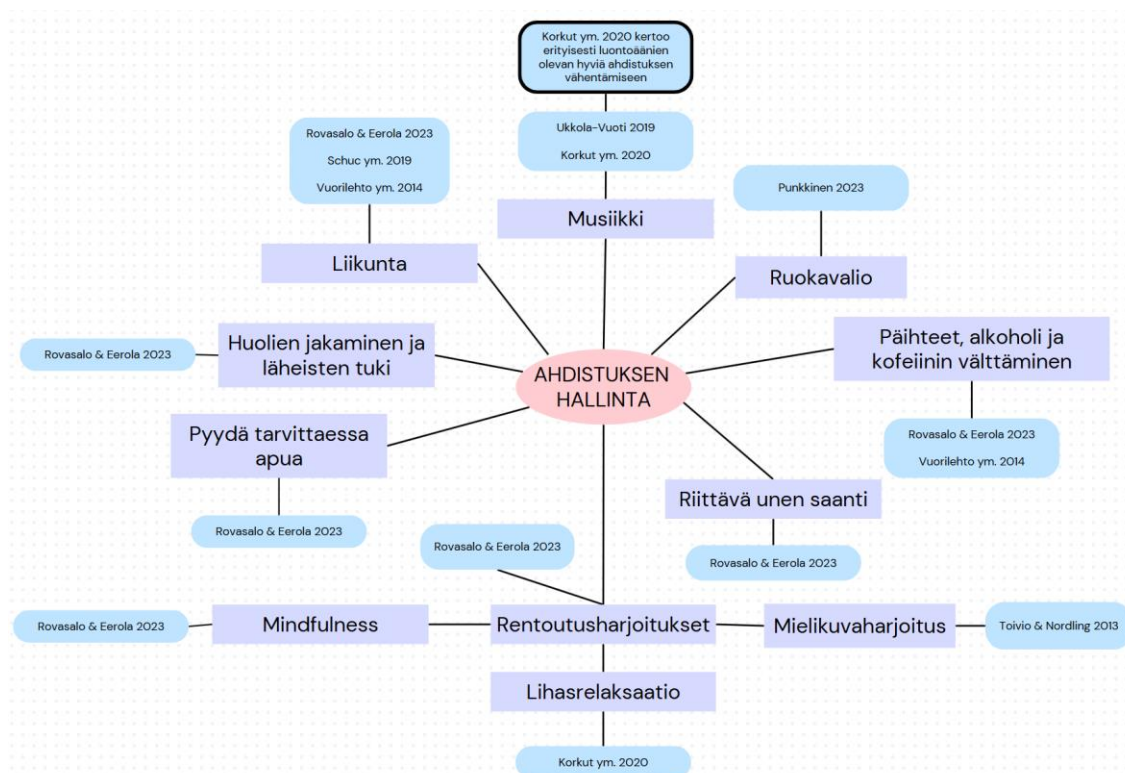 Korkut ym. 2020 kertoo
erityisesti luontoäänien
olevan hyviä ahdistuksen
vähentämiseen
Ukkola-Vuoti 2019
Korkut ym. 2020
Musiikki
Rovasalo & Eerola 2023
Schuc ym. 2019
Vuorilehto ym. 2014
Liikunta
Punkkinen 2023
Ruokavalio
Rovasalo & Eerola 2023
Huolien jakaminen ja
läheisten tuki
AHDISTUKSEN
HALLINTA
Päihteet, alkoholi ja
kofeiinin välttäminen
Rovasalo & Eerola 2023
Vuorilehto ym. 2014
Pyydä tarvittaessa
apua
Rovasalo & Eerola 2023
Riittävä unen saanti
Rovasalo & Eerola 2023
Rovasalo & Eerola 2023
Rovasalo & Eerola 2023
Mindfulness
Rentoutusharjoitukset
Mielikuvaharjoitus
Toivio & Nordling 2013
Lihasrelaksaatio
Korkut ym. 2020